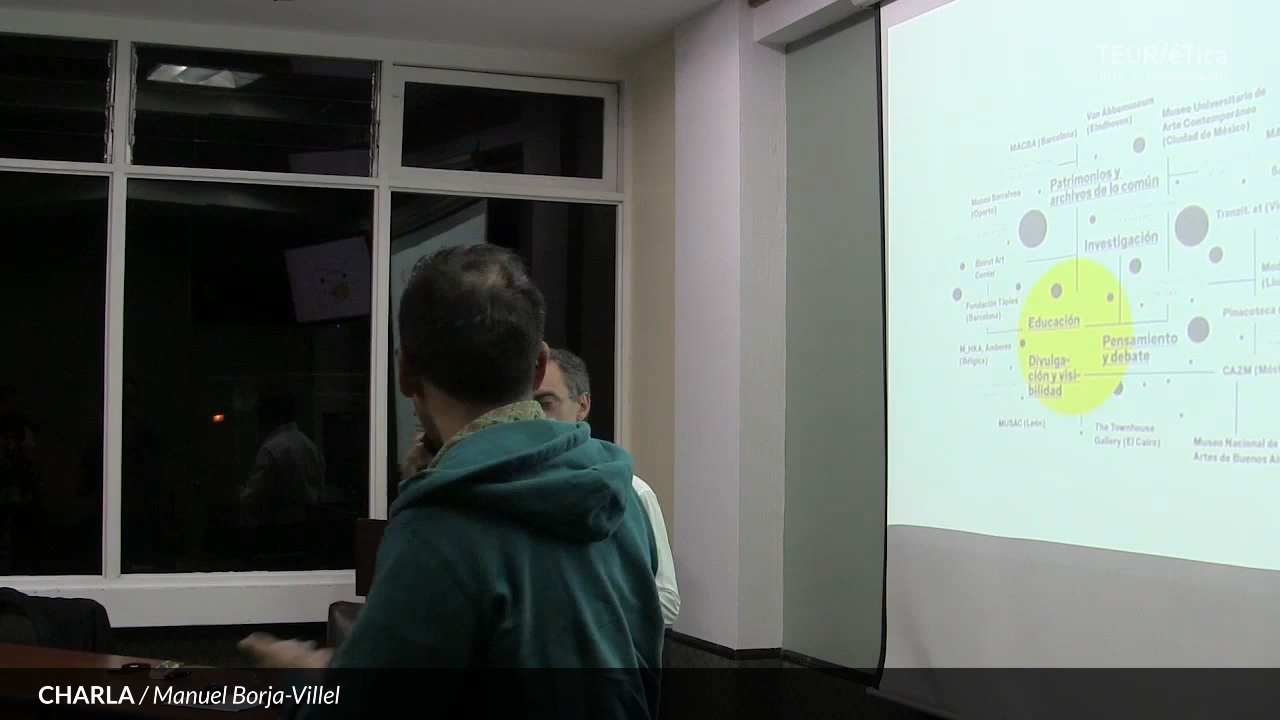 TEOR/éTica
Van Abbemuseum
(Eindhoven)
Museo Universitario de
Arte Contemporáneo
(Ciudad de México)
MACBA (Barcelona)
Patrimonios y
archivos de lo común
Museo Serralves
(Oporto)
Tranzit. at (Vi
Investigación
Beirut Art
Center
Fundación Tàpies
(Barcelona)
Pinacoteca
Educación
Pensamiento
y debate
M_HKA, Amberes
(Bélgica)
Divulga-
ción y visi-
bilidad
CA2M (Móst
MUSAC (León)
The Townhouse
Gallery (El Cairo)
Museo Nacional de
Artes de Buenos Ai
CHARLA / Manuel Borja-Villel